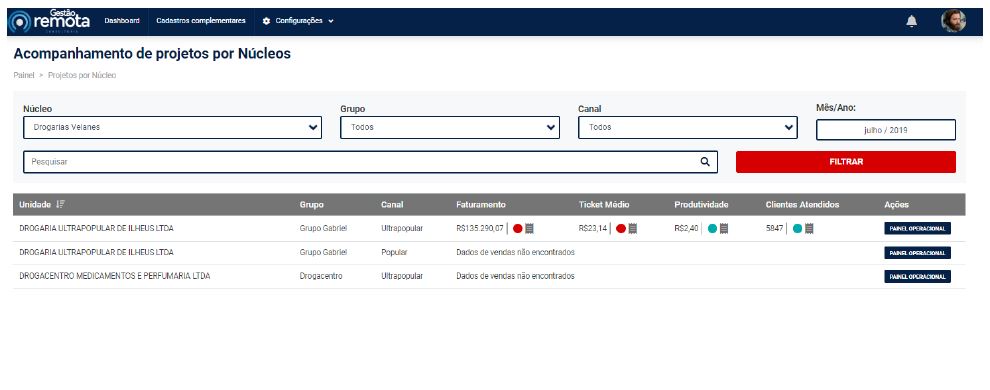 Gestão
remota
CONSULTORIA
Dashboard Cadastros complementares Configurações
Acompanhamento de projetos por Núcleos
Painel > Projetos por Núcleo
Núcleo Grupo Canal Mês/Ano:
Drogarias Velanes Todos Todos julho / 2019
Pesquisar FILTRAR
Unidade Grupo Canal Faturamento Ticket Médio Produtividade Clientes Atendidos Ações
DROGARIA ULTRAPOPULAR DE ILHEUS LTDA Grupo Gabriel Ultrapopular R$135.290,07 R$23,14 R$2,40 5847 PAINEL OPERACIONAL
DROGARIA ULTRAPOPULAR DE ILHEUS LTDA Grupo Gabriel Popular Dados de vendas não encontrados PAINEL OPERACIONAL
DROGACENTRO MEDICAMENTOS E PERFUMARIA LTDA Drogacentro Ultrapopular Dados de vendas não encontrados PAINEL OPERACIONAL